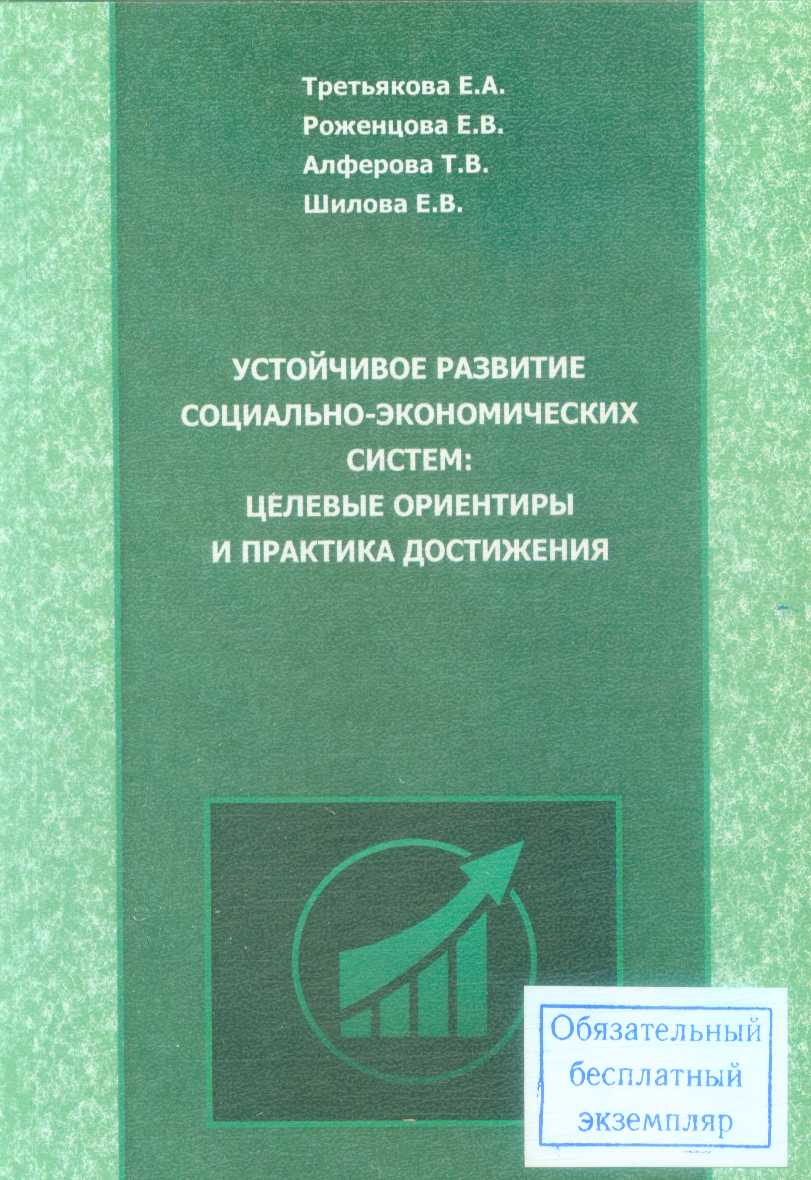 Третьякова Е.А.
Роженцова Е.В.
Алферова Т.В.
Шилова Е.В.
УСТОЙЧИВОЕ РАЗВИТИЕ
СОЦИАЛЬНО-ЭКОНОМИЧЕСКИХ
СИСТЕМ:
ЦЕЛЕВЫЕ ОРИЕНТИРЫ
И ПРАКТИКА ДОСТИЖЕНИЯ
Обязательный
бесплатный
экземпляр